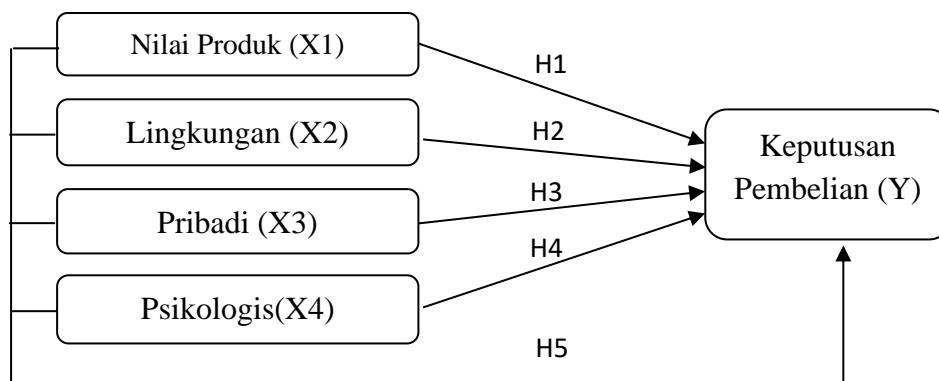 Nilai Produk (X1)
H1
Lingkungan (X2)
H2
Keputusan
Pembelian (Y)
H3
Pribadi (X3)
H4
Psikologis(X4)
H5